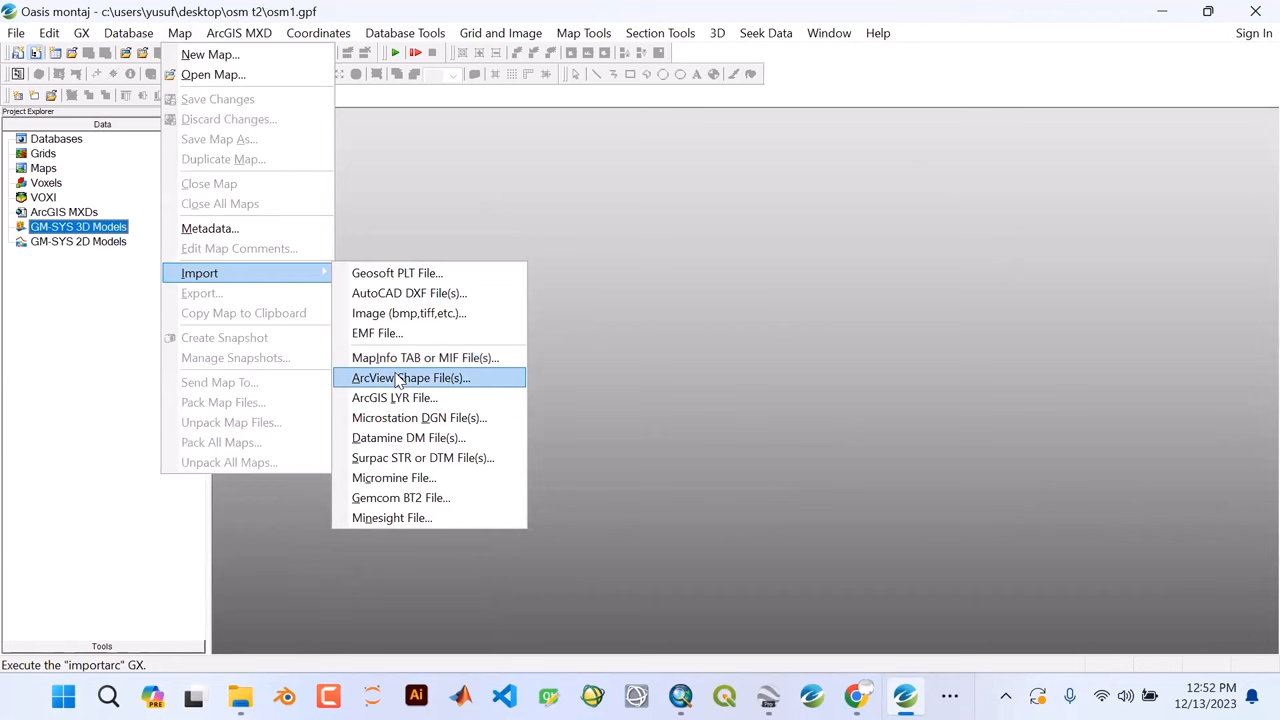 Oasis montaj - c:\users\yusuf\desktop\osm t2\osm1.gpf
File Edit GX Database Map ArcGIS MXD Coordinates Database Tools Grid and Image Map Tools Section Tools 3D Seek Data Window Help Sign In
Project Explorer
Data
Databases
Grids
Maps
Voxels
VOXI
ArcGIS MXDs
GM-SYS 3D Models
GM-SYS 2D Models
Tools
New Map...
Open Map...
Save Changes
Discard Changes...
Save Map As...
Duplicate Map...
Close Map
Close All Maps
Metadata...
Edit Map Comments...
Import
Export...
Copy Map to Clipboard
Create Snapshot
Manage Snapshots...
Send Map To...
Pack Map Files...
Unpack Map Files...
Pack All Maps...
Unpack All Maps...
Geosoft PLT File...
AutoCAD DXF File(s)...
Image (bmp,tiff,etc.)...
EMF File...
MapInfo TAB or MIF File(s)...
ArcView Shape File(s)...
ArcGIS LYR File...
Microstation DGN File(s)...
Datamine DM File(s)...
Surpac STR or DTM File(s)...
Micromine File...
Gemcom BT2 File...
Minesight File...
Execute the "importarc" GX.
PRE
Ai
Pro
12:52 PM
12/13/2023